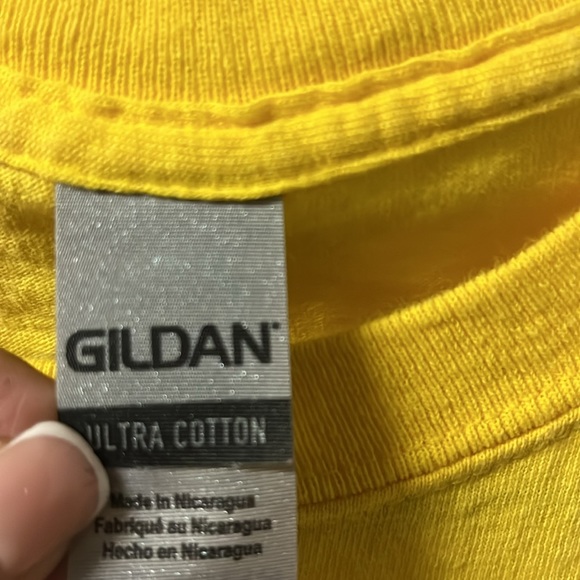 GILDAN
ULTRA COTTON
Made in Nicaragua
Fabriqué au Nicaragua
Hecho en Nicaragua